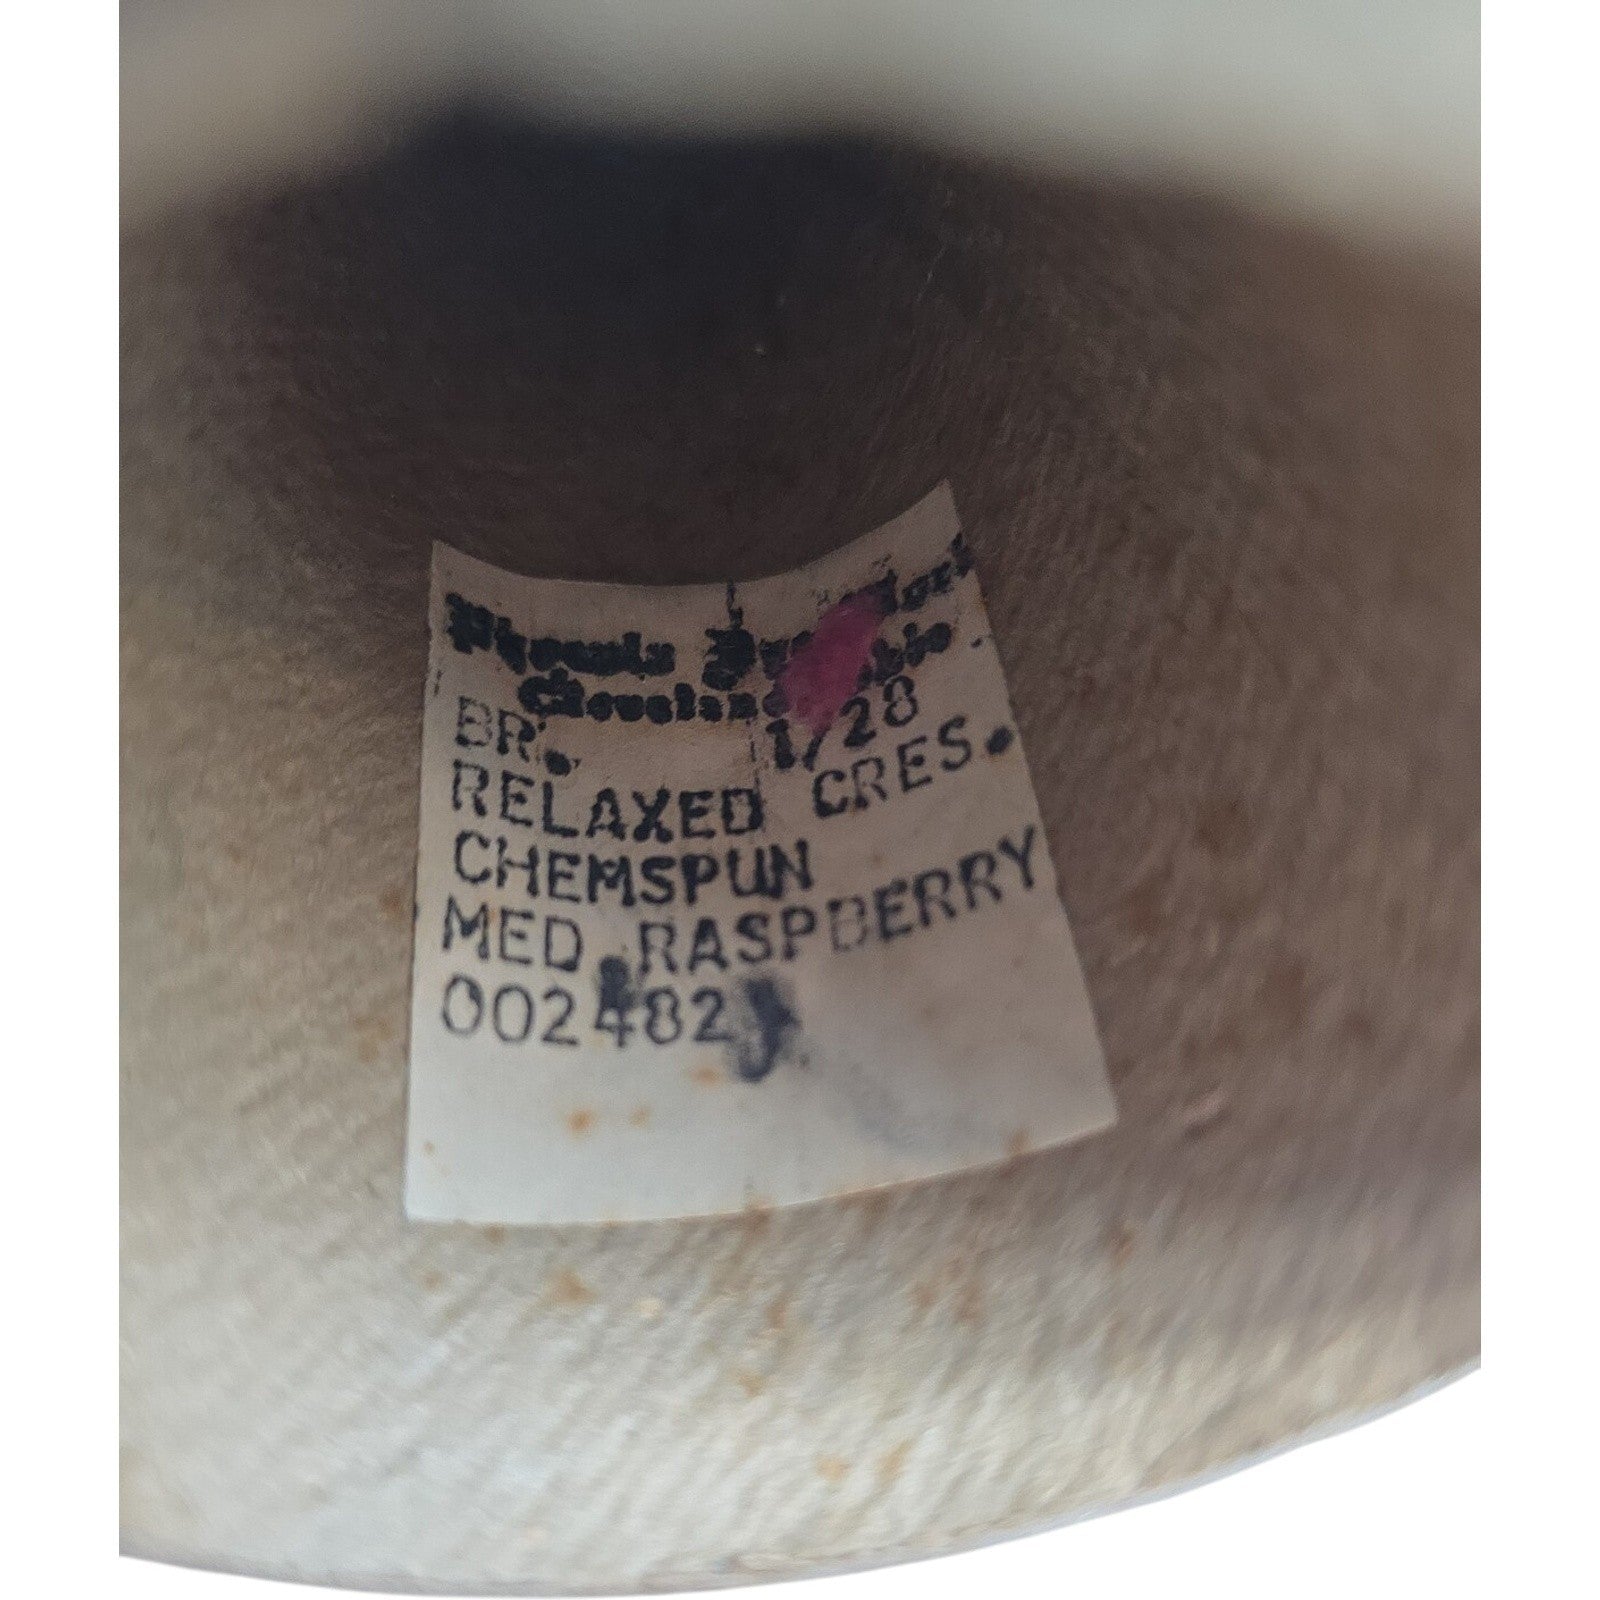 BR. 1/28
RELAXED CRES.
CHEMSPUN
MED.RASPBERRY
002482